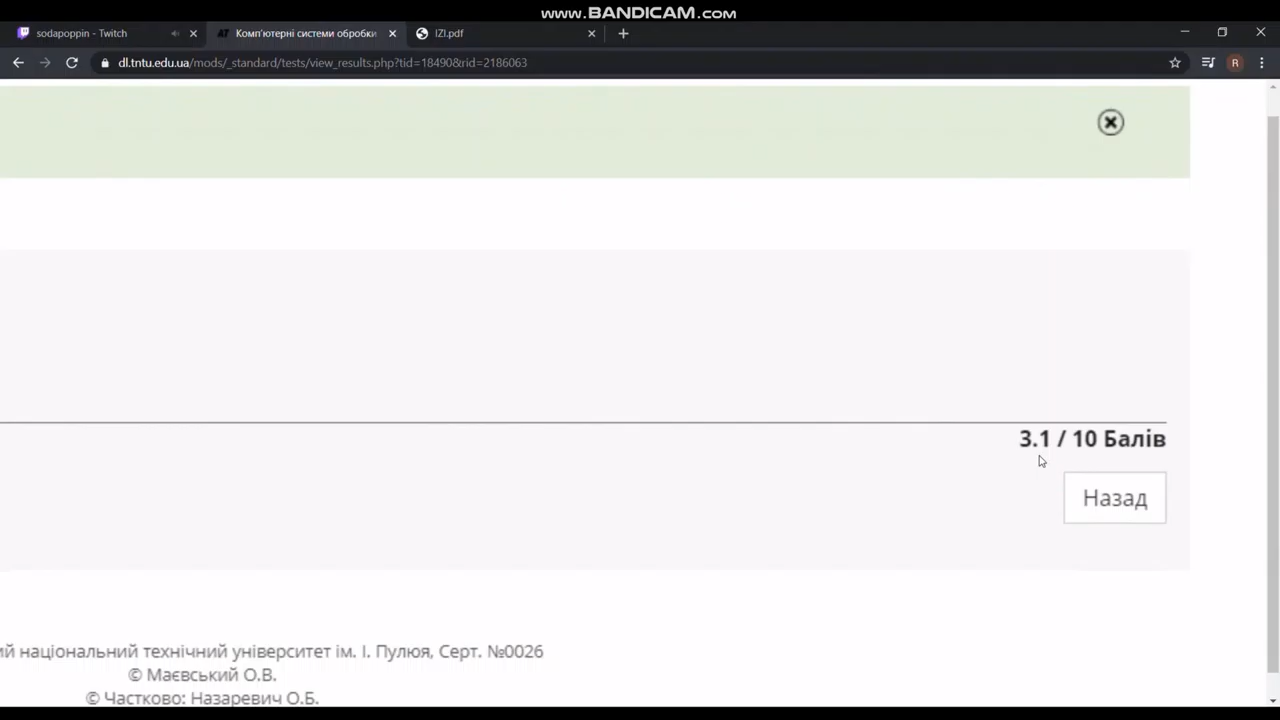 www.BANDICAM.com
sodapoppin - Twitch
Комп'ютерні системи обробки
IZI.pdf
dl.tntu.edu.ua/mods/_standard/tests/view_results.php?tid=18490&rid=2186063
R
3.1 / 10 Балів
Назад
ий національний технічний університет ім. І. Пулюя, Серт. №0026
© Маєвський О.В.
© Частково: Назаревич О.Б.